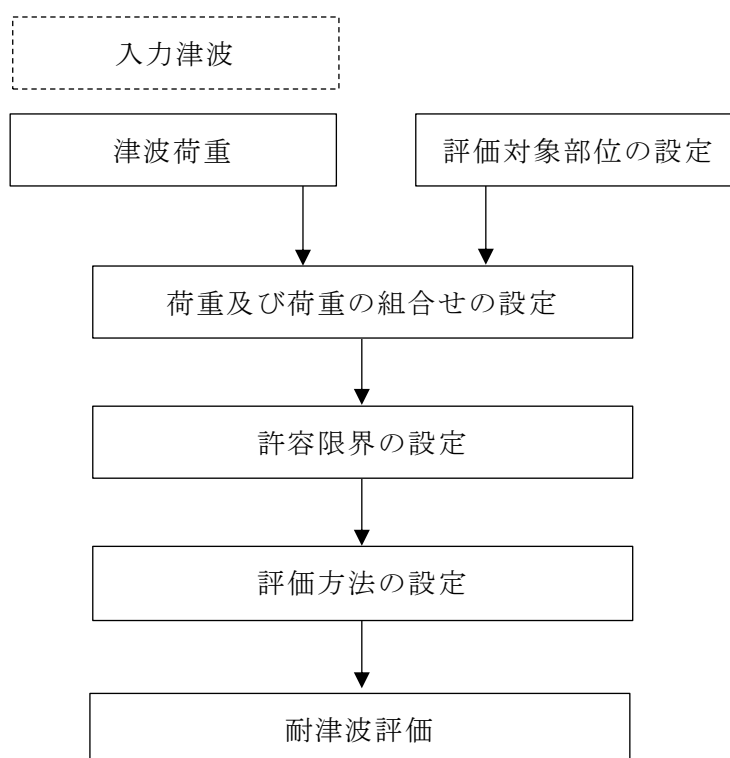 入力津波
津波荷重
評価対象部位の設定
荷重及び荷重の組合せの設定
許容限界の設定
評価方法の設定
耐津波評価